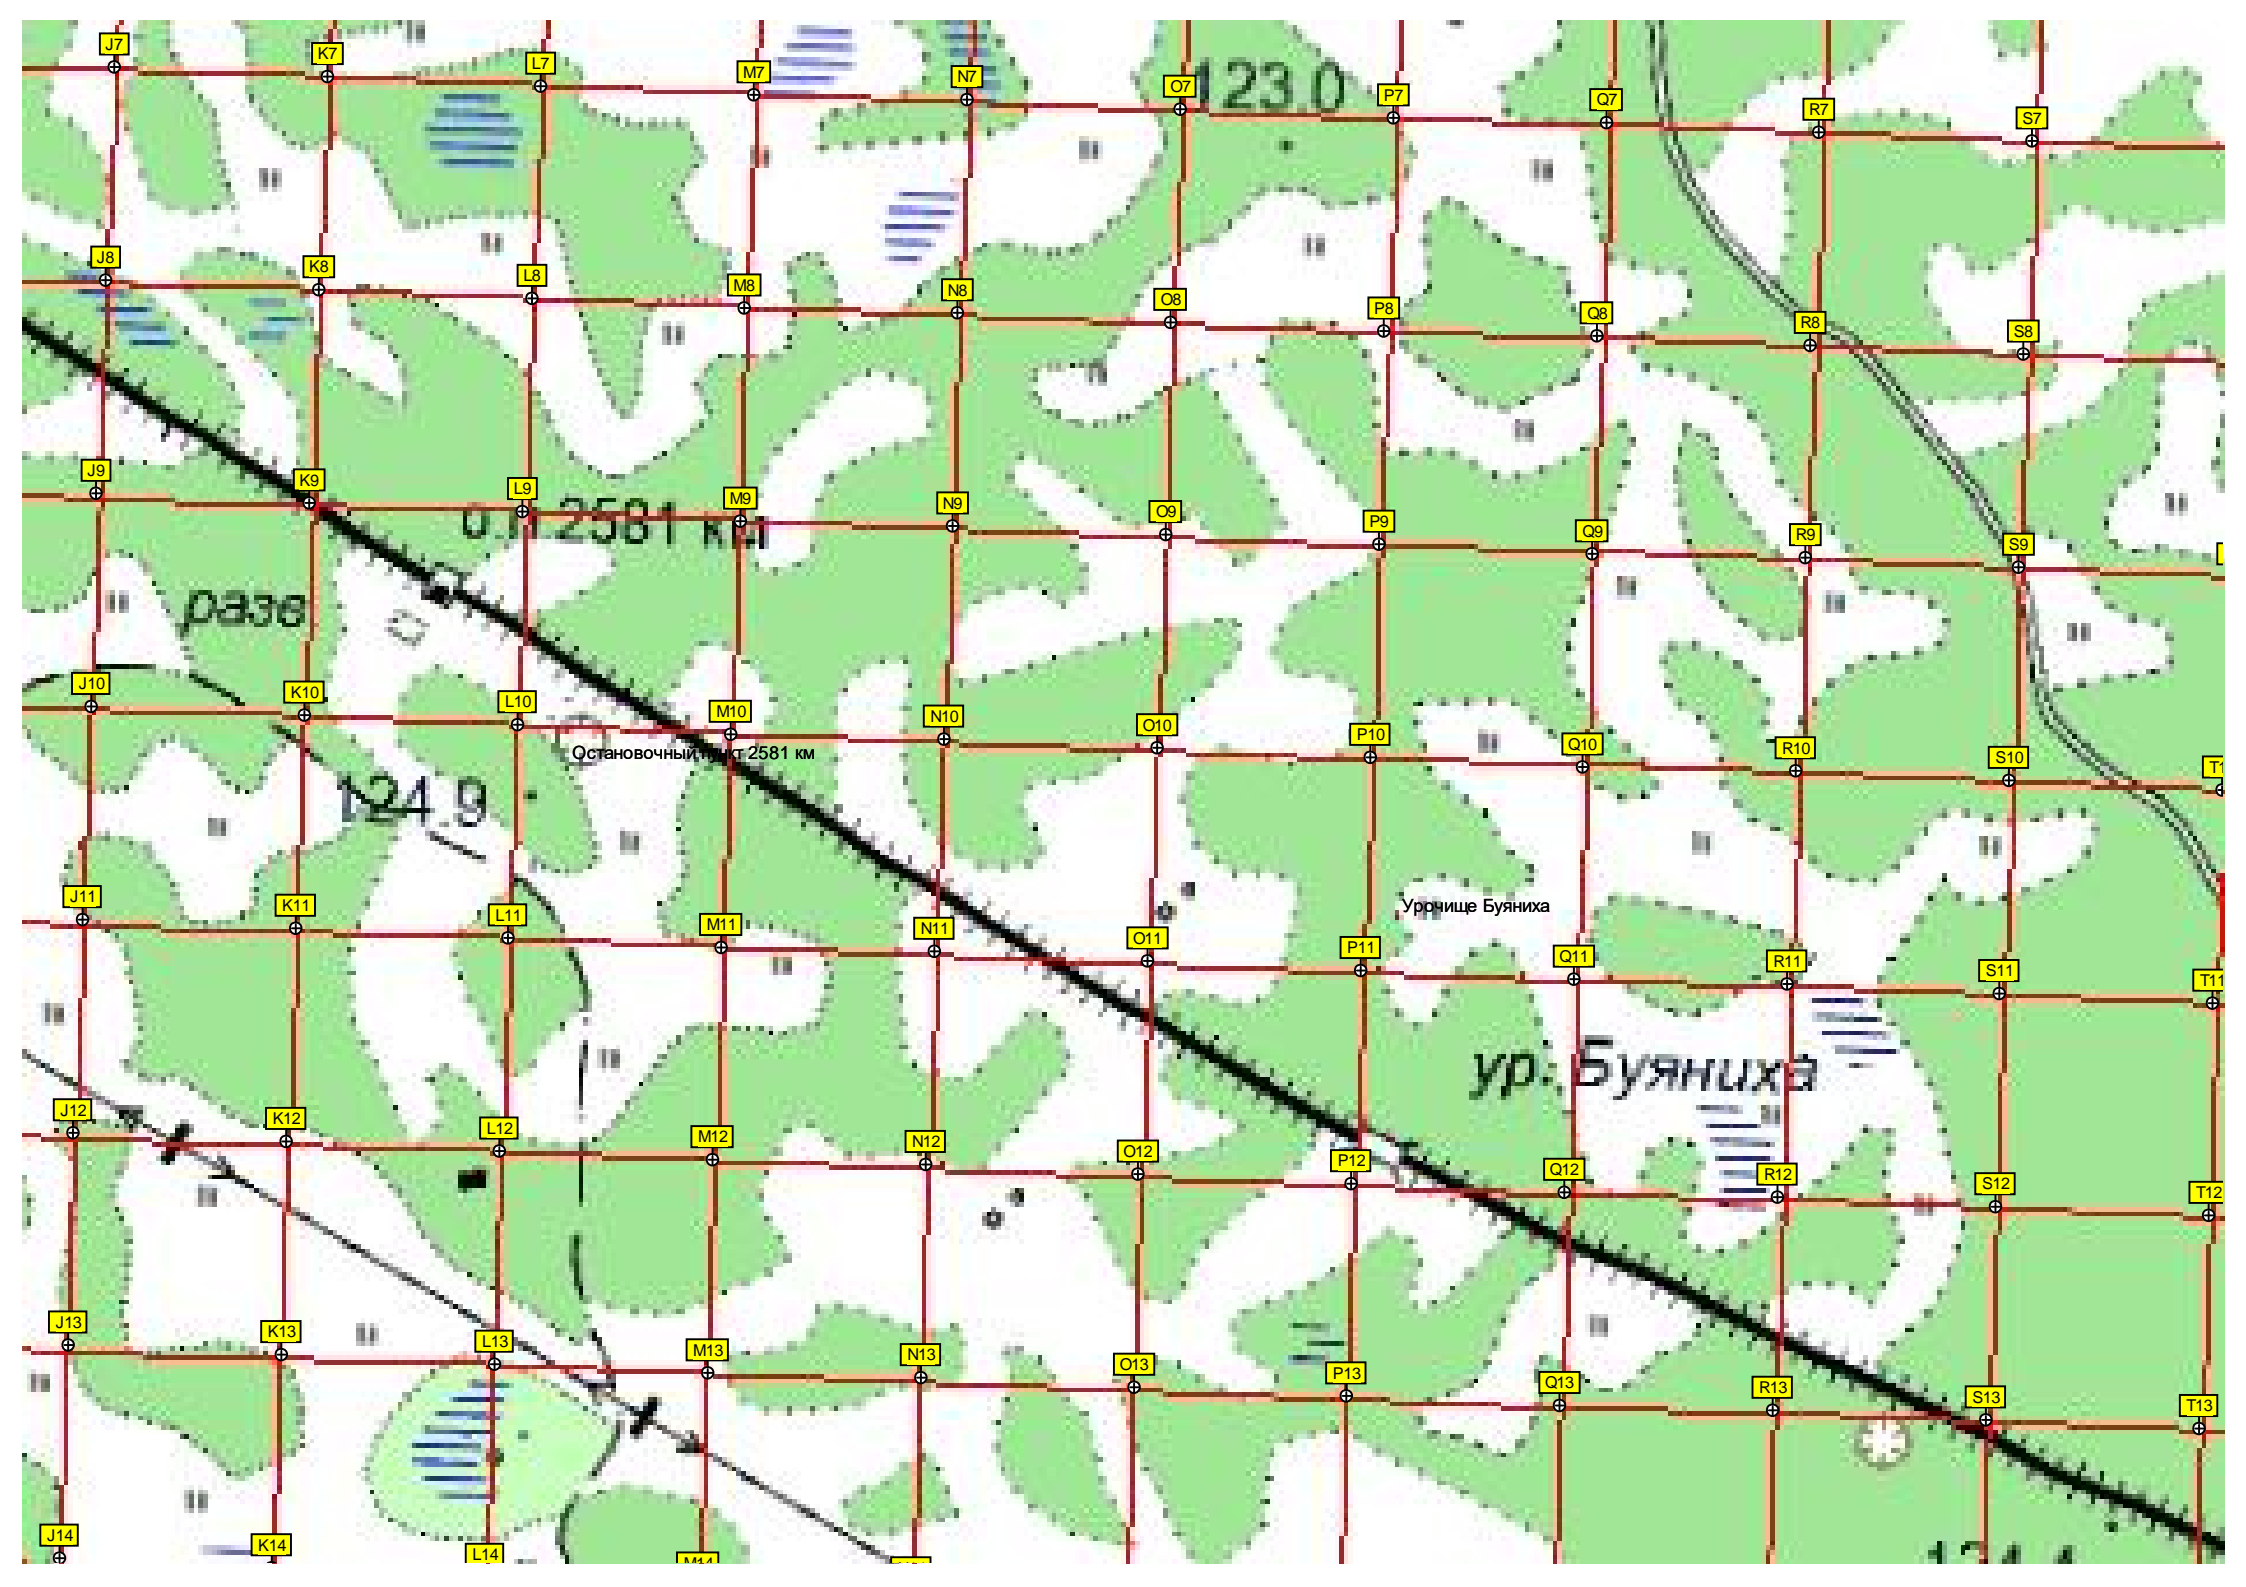 J7 K7 L7 M7 N7 O7 P7 Q7 R7 S7
123.0
J8 K8 L8 M8 N8 O8 P8 Q8 R8 S8
J9 K9 L9 M9 N9 O9 P9 Q9 R9 S9
о.п.2581 км
разв
J10 K10 L10 M10 N10 O10 P10 Q10 R10 S10
Остановочный пункт 2581 км
124.9
J11 K11 L11 M11 N11 O11 P11 Q11 R11 S11 T11
Урочище Буяниха
ур. Буяниха
J12 K12 L12 M12 N12 O12 P12 Q12 R12 S12 T12
J13 K13 L13 M13 N13 O13 P13 Q13 R13 S13 T13
J14 K14 L14 M14